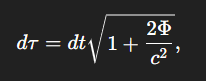 dτ = dt√(1 + 2Φ/c²),